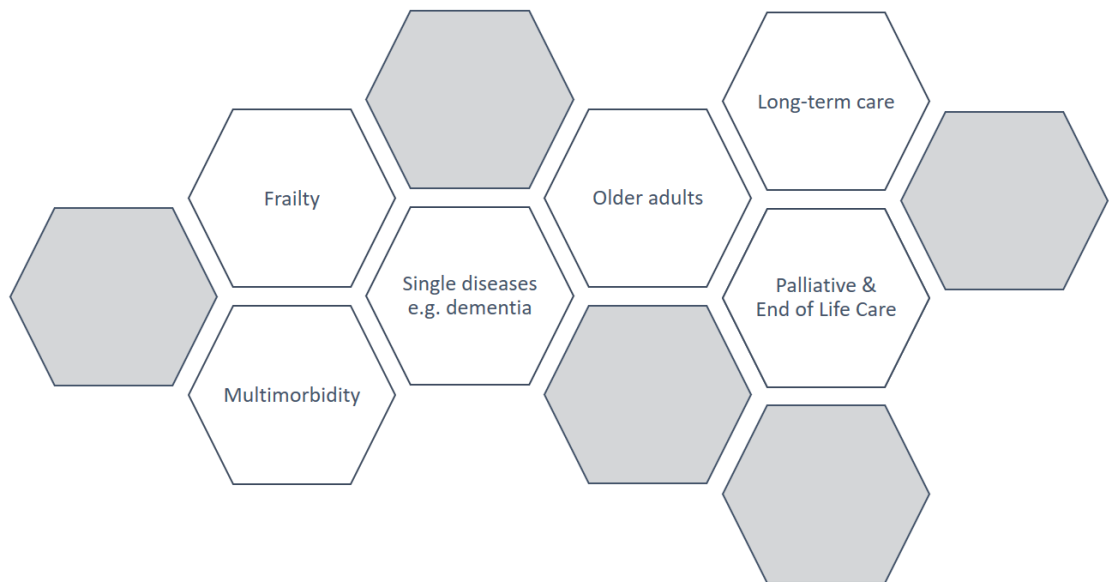 Long-term care
Frailty
Older adults
Single diseases
e.g. dementia
Palliative &
End of Life Care
Multimorbidity